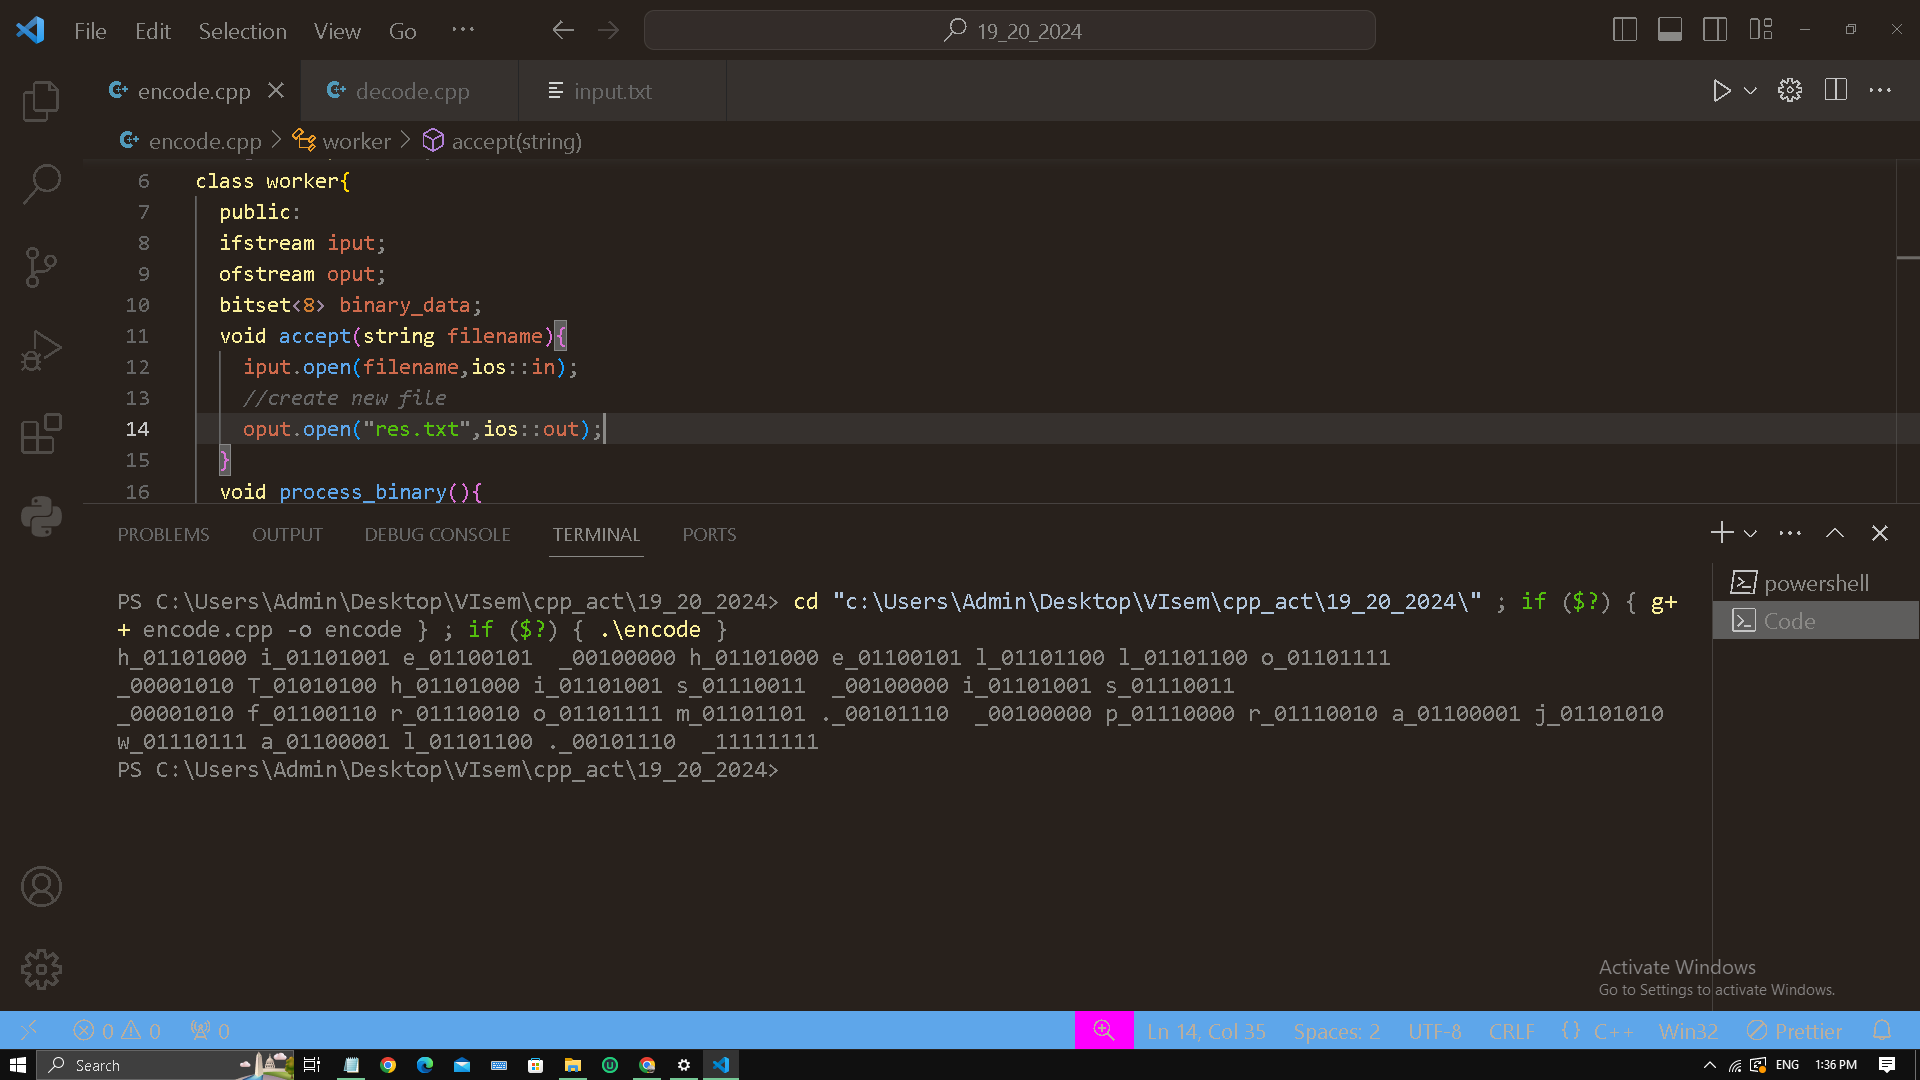 File Edit Selection View Go ··· 19_20_2024
encode.cpp decode.cpp input.txt
encode.cpp > worker > accept(string)
6 class worker{
7 public:
8 ifstream iput;
9 ofstream oput;
10 bitset<8> binary_data;
11 void accept(string filename){
12 iput.open(filename,ios::in);
13 //create new file
14 oput.open("res.txt",ios::out);
15 }
16 void process_binary(){
PROBLEMS OUTPUT DEBUG CONSOLE TERMINAL PORTS
powershell
Code
PS C:\Users\Admin\Desktop\VIsem\cpp_act\19_20_2024> cd "c:\Users\Admin\Desktop\VIsem\cpp_act\19_20_2024\" ; if ($?) { g+
+ encode.cpp -o encode } ; if ($?) { .\encode }
h_01101000 i_01101001 e_01100101  _00100000 h_01101000 e_01100101 l_01101100 l_01101100 o_01101111
_00001010 T_01010100 h_01101000 i_01101001 s_01110011  _00100000 i_01101001 s_01110011
_00001010 f_01100110 r_01110010 o_01101111 m_01101101 ._00101110  _00100000 p_01110000 r_01110010 a_01100001 j_01101010
w_01110111 a_01100001 l_01101100 ._00101110  _11111111
PS C:\Users\Admin\Desktop\VIsem\cpp_act\19_20_2024>
Activate Windows
Go to Settings to activate Windows.
0 0 0 Ln 14, Col 35 Spaces: 2 UTF-8 CRLF {} C++ Win32 Prettier
Search ENG 1:36 PM